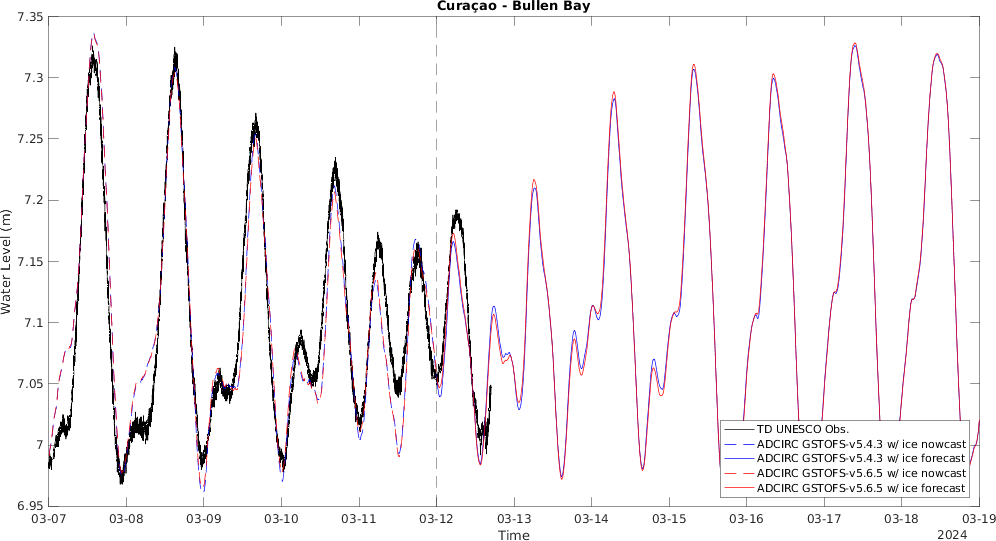 Curaçao - Bullen Bay
7.35
7.3
7.25
7.2
7.15
7.1
7.05
7
6.95
Water Level (m)
03-07 03-08 03-09 03-10 03-11 03-12 03-13 03-14 03-15 03-16 03-17 03-18 03-19
Time
2024
TD UNESCO Obs.
ADCIRC GSTOFS-v5.4.3 w/ ice nowcast
ADCIRC GSTOFS-v5.4.3 w/ ice forecast
ADCIRC GSTOFS-v5.6.5 w/ ice nowcast
ADCIRC GSTOFS-v5.6.5 w/ ice forecast